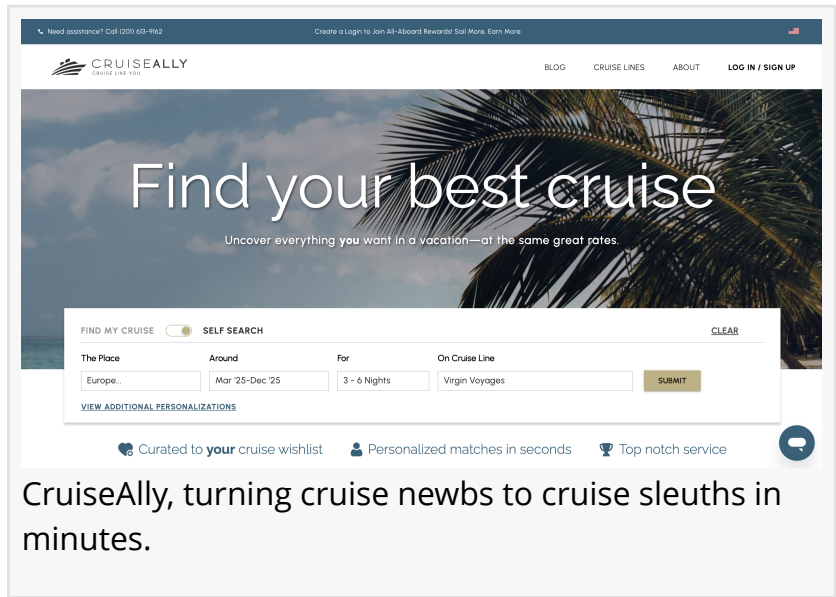 Need assistance? Call (201) 613-9162
Create a Login to Join All-Aboard Rewards! Sail More, Earn More.
CRUISEALLY
CRUISE LIKE YOU
BLOG
CRUISE LINES
ABOUT
LOG IN / SIGN UP
Find your best cruise
Uncover everything you want in a vacation—at the same great rates.
FIND MY CRUISE
SELF SEARCH
CLEAR
The Place
Around
For
On Cruise Line
Europe...
Mar '25-Dec '25
3 - 6 Nights
Virgin Voyages
SUBMIT
VIEW ADDITIONAL PERSONALIZATIONS
Curated to your cruise wishlist
Personalized matches in seconds
Top notch service
CruiseAlly, turning cruise newbs to cruise sleuths in
minutes.